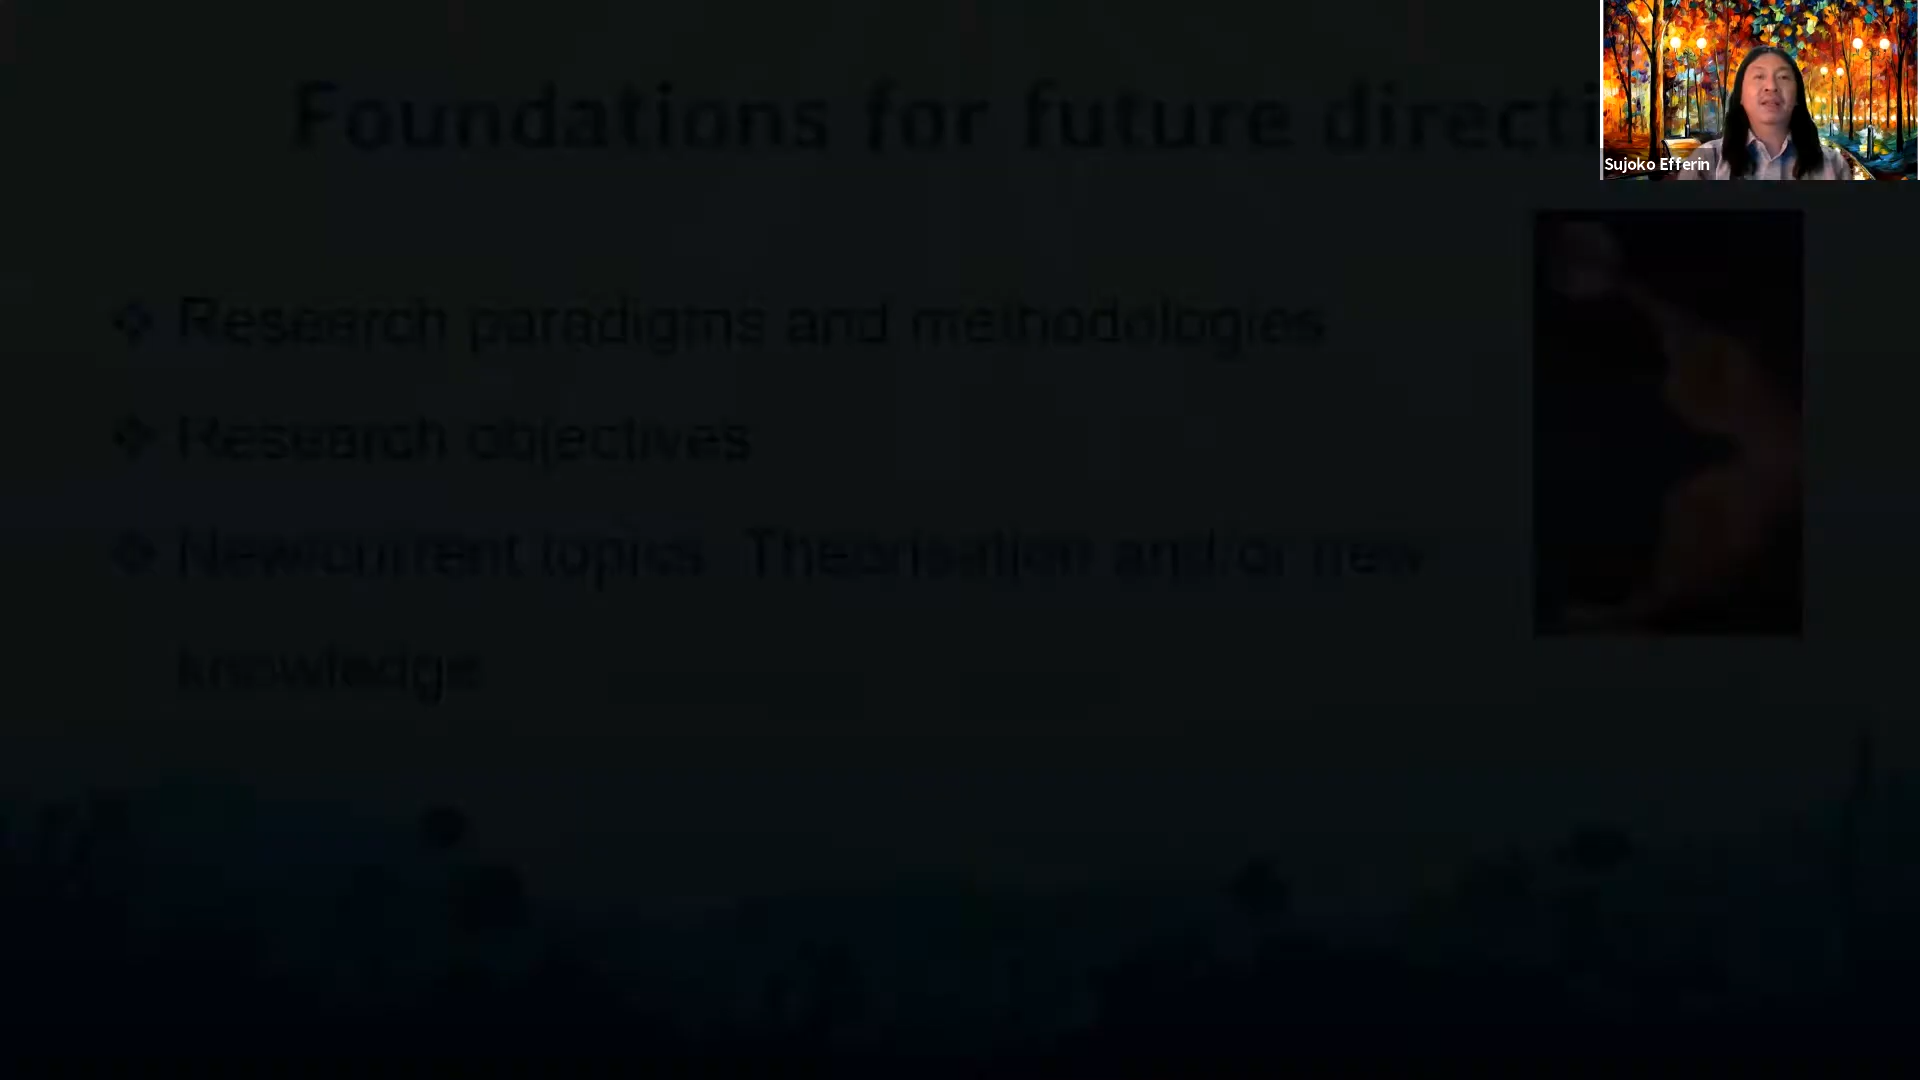 Foundations for future directi
Sujoko Efferin
❖ Research paradigms and methodologies
❖ Research objectives
❖ New/current topics Theorisation and/or new
knowledge